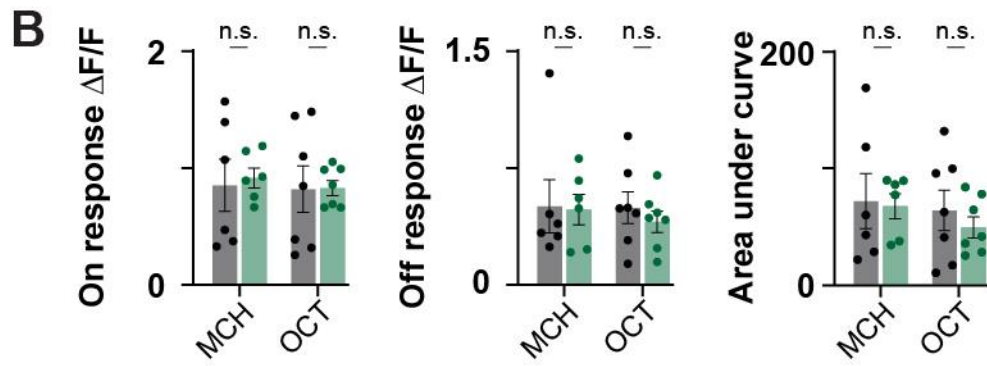 B
On response ΔF/F
2
0
n.s.
n.s.
MCH
OCT
Off response ΔF/F
1.5
0
n.s.
n.s.
MCH
OCT
Area under curve
200
0
n.s.
n.s.
MCH
OCT